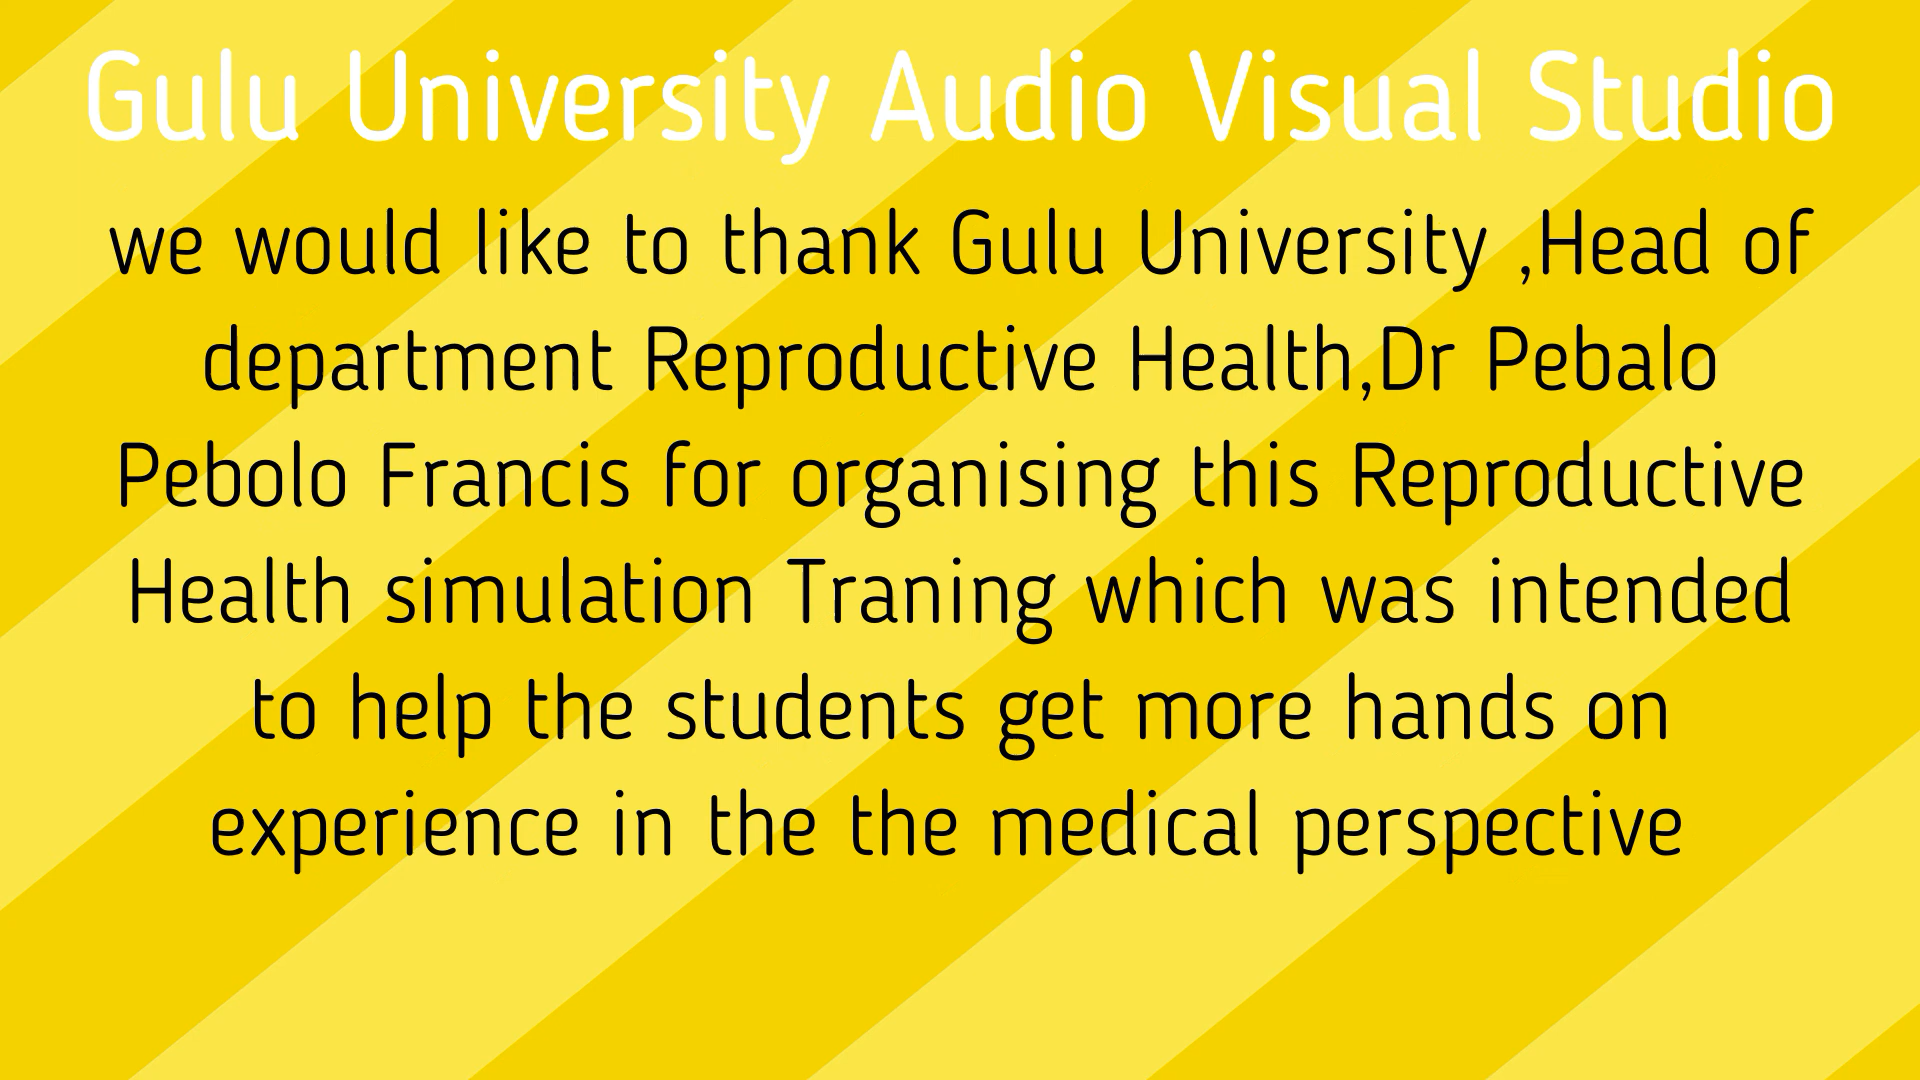 Gulu University Audio Visual Studio
we would like to thank Gulu University ,Head of
department Reproductive Health,Dr Pebalo
Pebolo Francis for organising this Reproductive
Health simulation Traning which was intended
to help the students get more hands on
experience in the the medical perspective